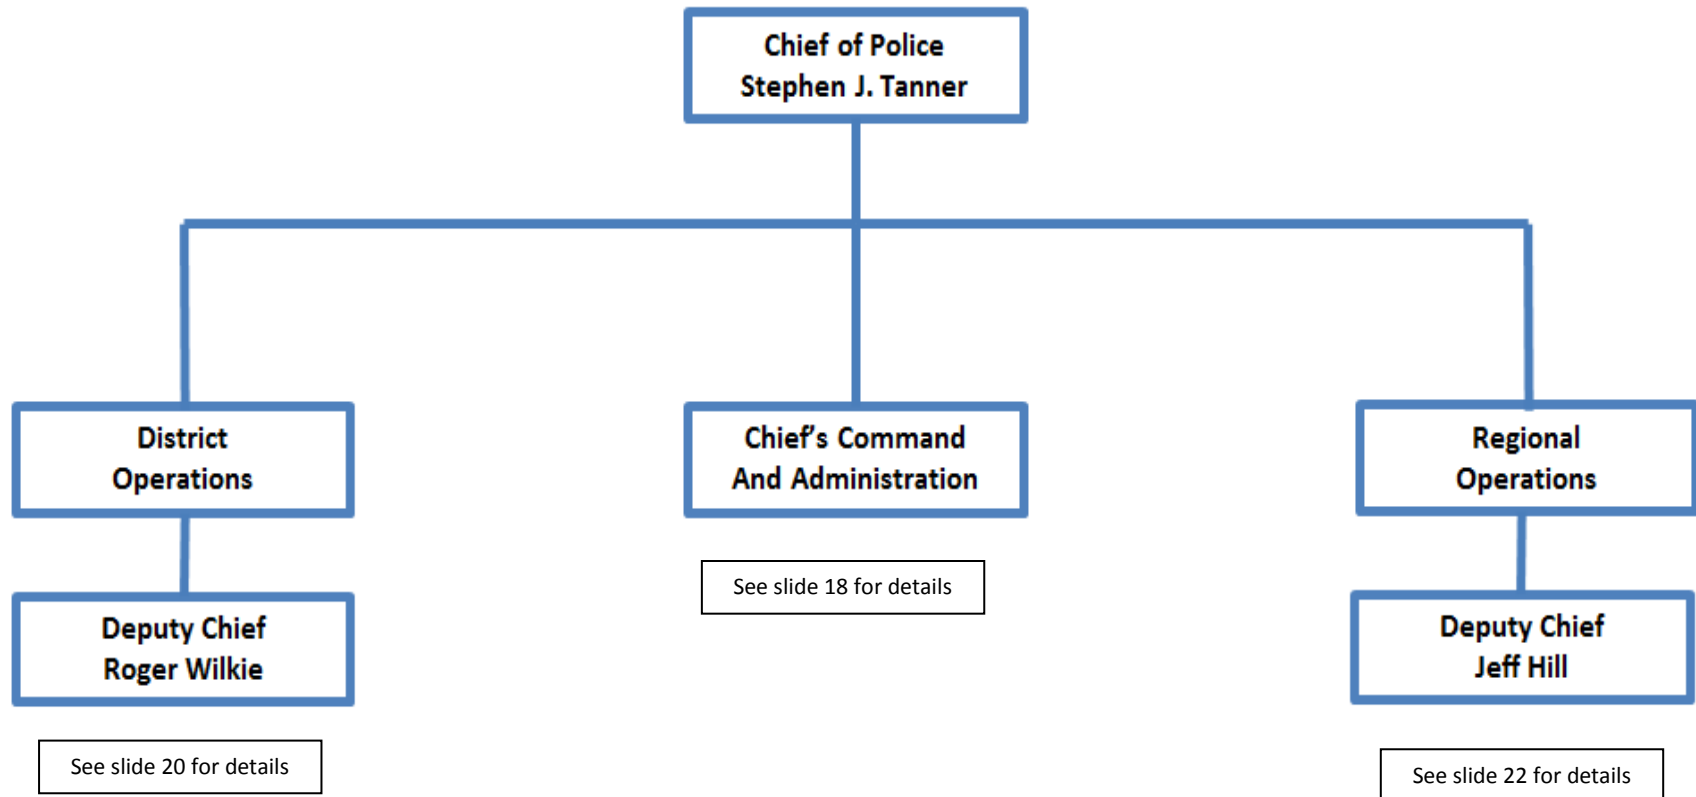 Chief of Police
Stephen J. Tanner
District
Operations
Chief's Command
And Administration
Regional
Operations
See slide 18 for details
Deputy Chief
Roger Wilkie
Deputy Chief
Jeff Hill
See slide 20 for details
See slide 22 for details